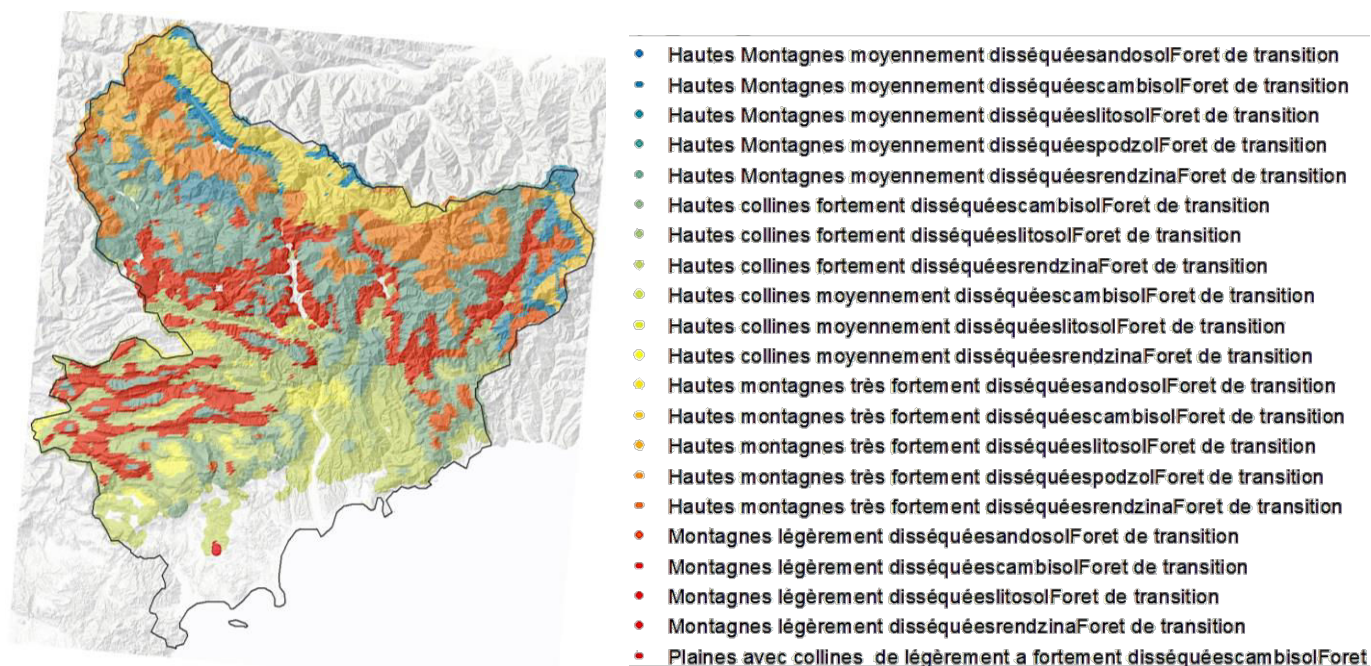 Hautes Montagnes moyennement disséquéesandosolForet de transition
Hautes Montagnes moyennement disséquéescambisolForet de transition
Hautes Montagnes moyennement disséquéeslitosolForet de transition
Hautes Montagnes moyennement disséquéespodzolForet de transition
Hautes Montagnes moyennement disséquéesrendzinaForet de transition
Hautes collines fortement disséquéescambisolForet de transition
Hautes collines fortement disséquéeslitosolForet de transition
Hautes collines fortement disséquéesrendzinaForet de transition
Hautes collines moyennement disséquéescambisolForet de transition
Hautes collines moyennement disséquéeslitosolForet de transition
Hautes collines moyennement disséquéesrendzinaForet de transition
Hautes montagnes très fortement disséquéesandosolForet de transition
Hautes montagnes très fortement disséquéescambisolForet de transition
Hautes montagnes très fortement disséquéeslitosolForet de transition
Hautes montagnes très fortement disséquéespodzolForet de transition
Hautes montagnes très fortement disséquéesrendzinaForet de transition
Montagnes légèrement disséquéesandosolForet de transition
Montagnes légèrement disséquéescambisolForet de transition
Montagnes légèrement disséquéeslitosolForet de transition
Montagnes légèrement disséquéesrendzinaForet de transition
Plaines avec collines de légèrement a fortement disséquéescambisolForet